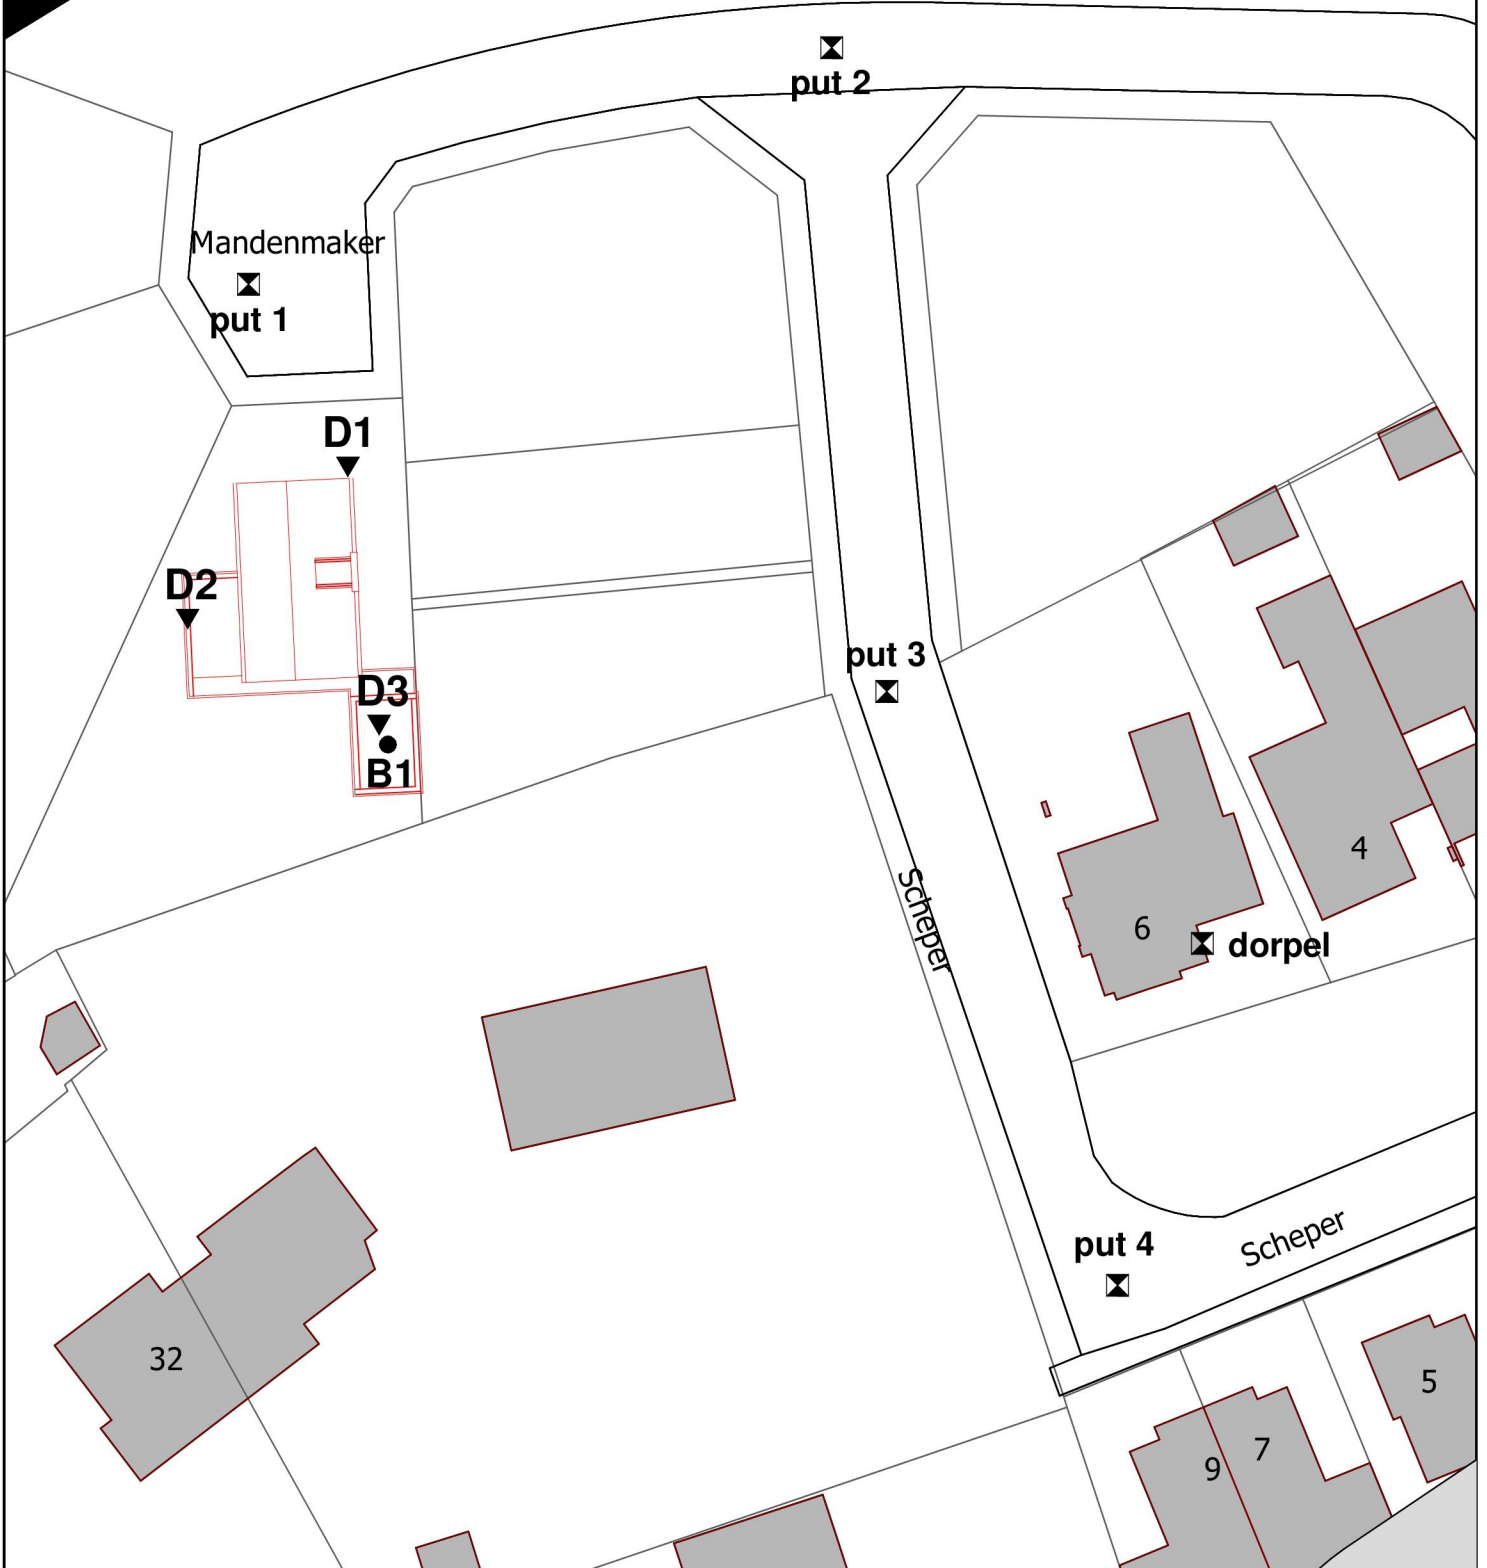 put 2
Mandenmaker
put 1
D1
D2
put 3
D3
B1
4
Scheper
6
dorpel
Scheper
put 4
32
5
7
9